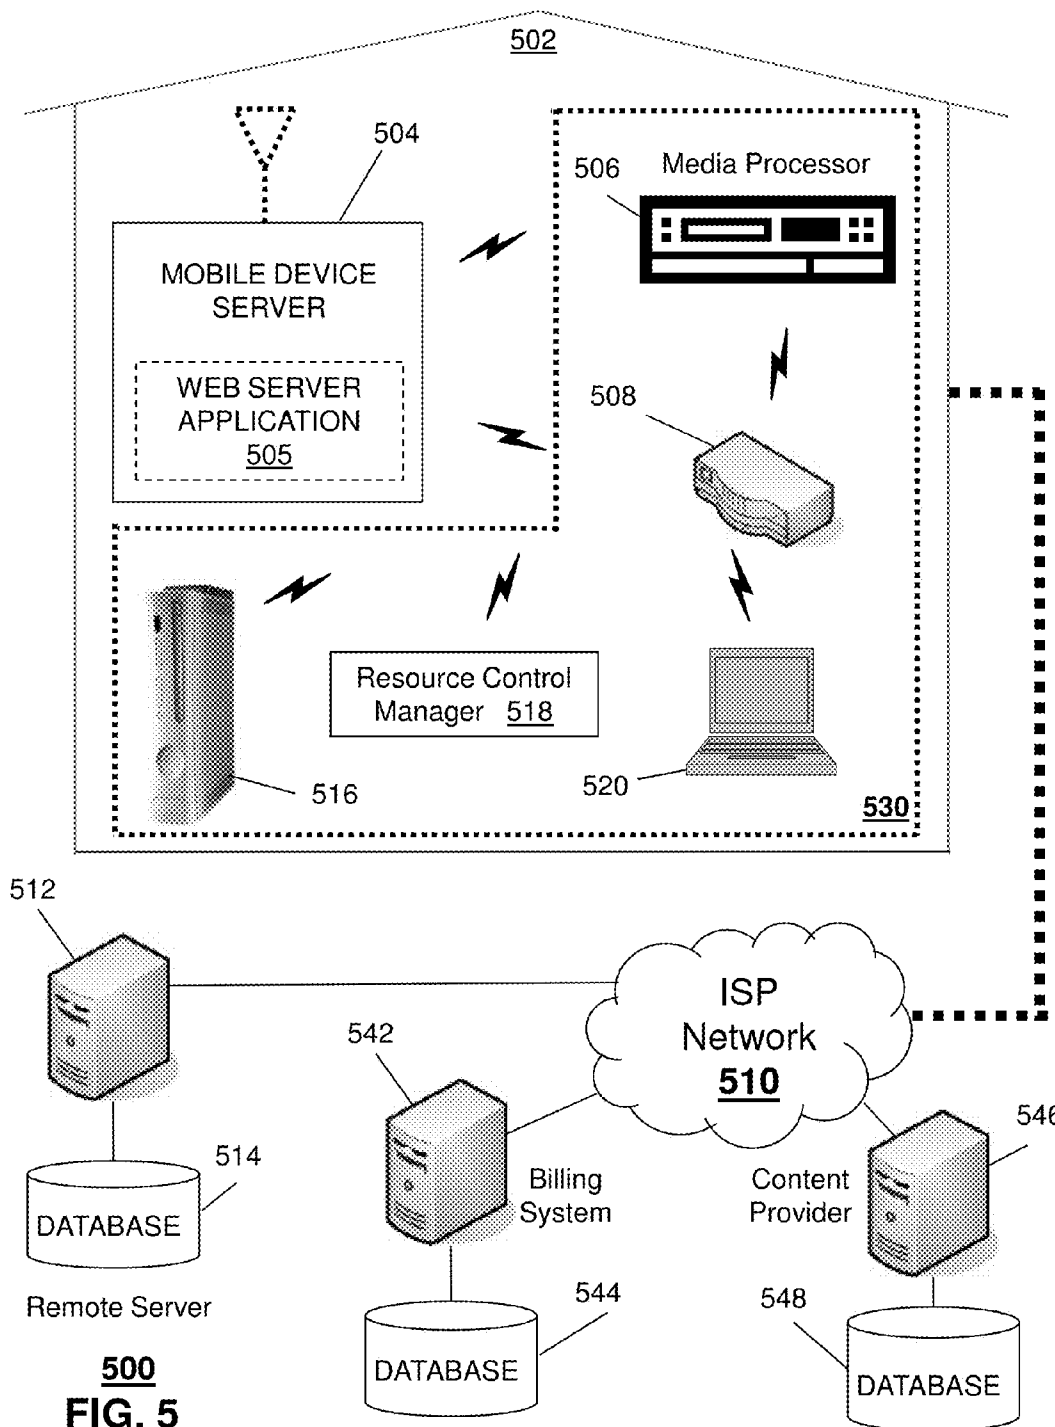 502
504
506
Media Processor
MOBILE DEVICE
SERVER
WEB SERVER
APPLICATION
505
508
Resource Control
Manager 518
516
520
530
512
ISP
Network
510
542
546
514
Billing
System
Content
Provider
DATABASE
Remote Server
544
548
DATABASE
DATABASE
500
FIG. 5